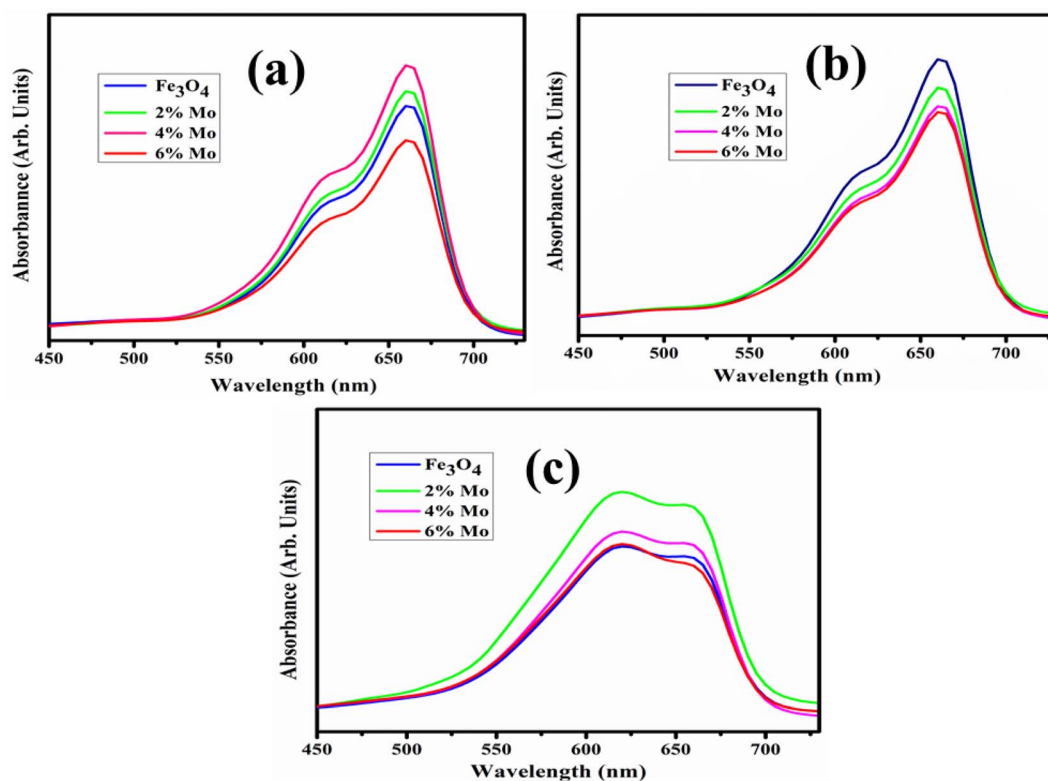 (a)
Fe₃O₄
2% Mo
4% Mo
6% Mo
Absorbannce (Arb. Units)
450 500 550 600 650 700
Wavelength (nm)
(b)
Fe₃O₄
2% Mo
4% Mo
6% Mo
Absorbance (Arb. Units)
450 500 550 600 650 700
Wavelength (nm)
(c)
Fe₃O₄
2% Mo
4% Mo
6% Mo
Absorbance (Arb. Units)
450 500 550 600 650 700
Wavelength (nm)